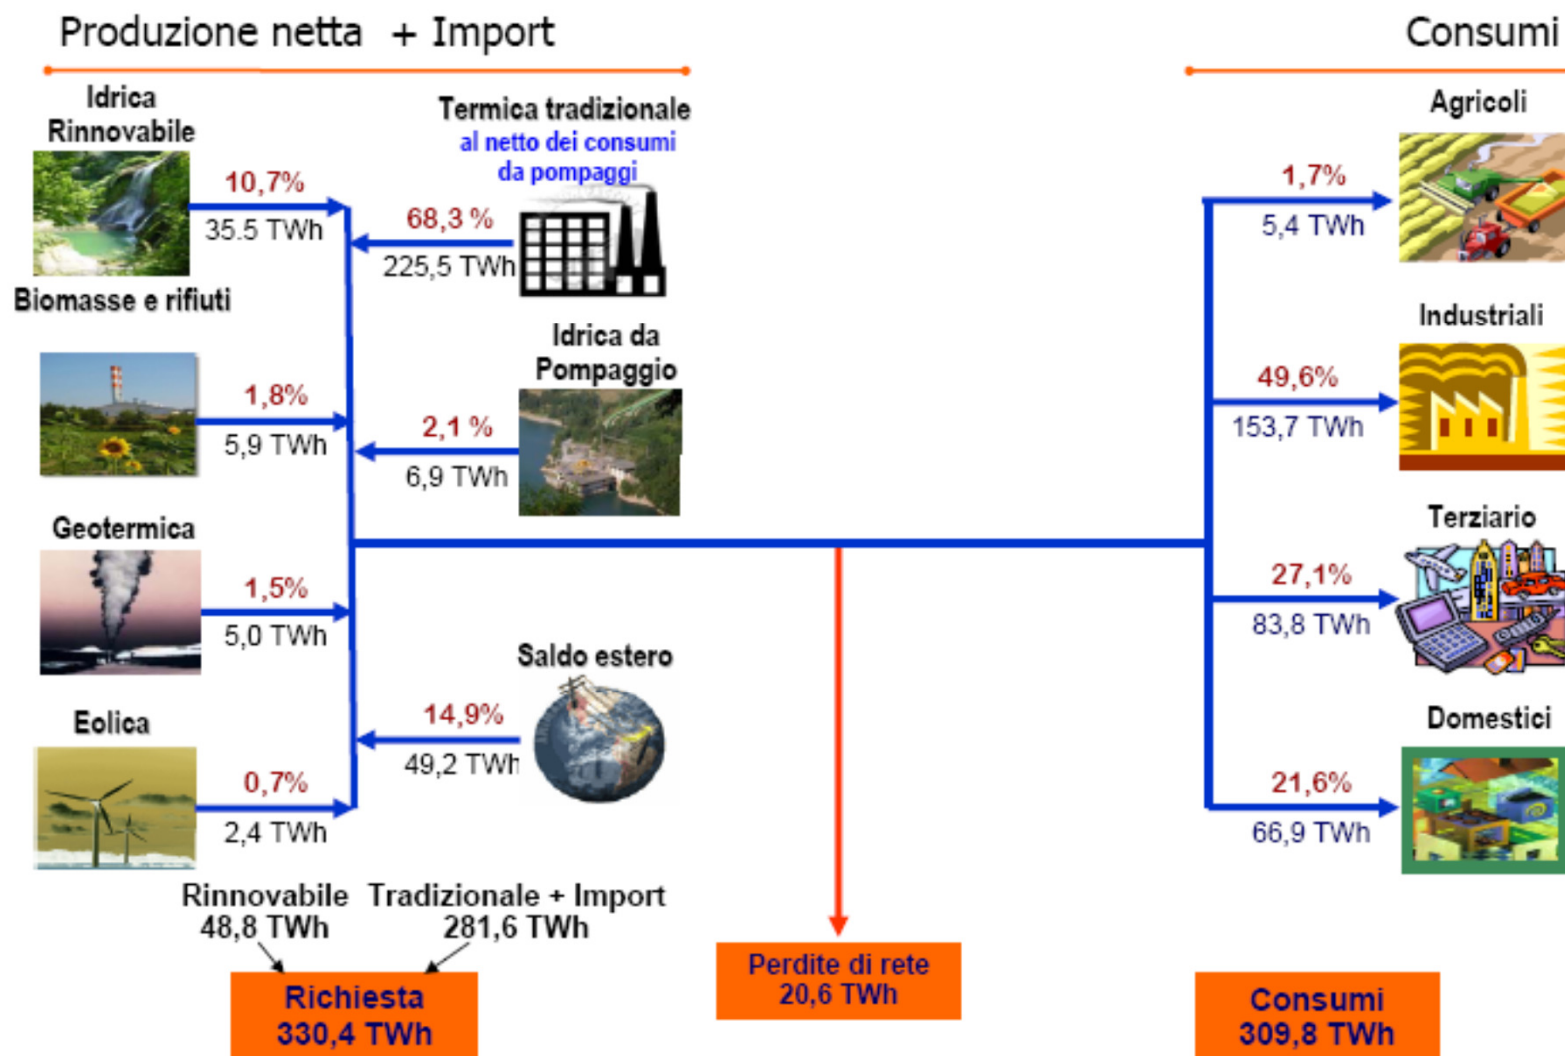 Produzione netta + Import
Consumi
Idrica
Rinnovabile
10,7%
35.5 TWh
Termica tradizionale
al netto dei consumi
da pompaggi
68,3 %
225,5 TWh
Biomasse e rifiuti
1,8%
5,9 TWh
Idrica da
Pompaggio
2,1 %
6,9 TWh
Geotermica
1,5%
5,0 TWh
Saldo estero
14,9%
49,2 TWh
Eolica
0,7%
2,4 TWh
Rinnovabile
48,8 TWh
Tradizionale + Import
281,6 TWh
Richiesta
330,4 TWh
Perdite di rete
20,6 TWh
Agricoli
1,7%
5,4 TWh
Industriali
49,6%
153,7 TWh
Terziario
27,1%
83,8 TWh
Domestici
21,6%
66,9 TWh
Consumi
309,8 TWh